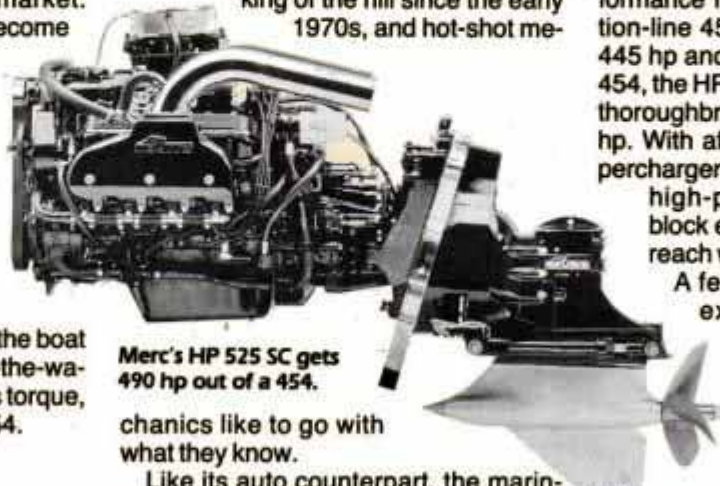 market.
ecome
the boat
-the-wa-
s torque,
4.
king of the hill since the early
1970s, and hot-shot me-
Merc's HP 525 SC gets
490 hp out of a 454.
chanics like to go with
what they know.
Like its auto counterpart, the marin-
formance
tion-line 45
445 hp and
454, the HF
thoroughbr
hp. With af
percharger
high-p
block e
reach
A fe
ex